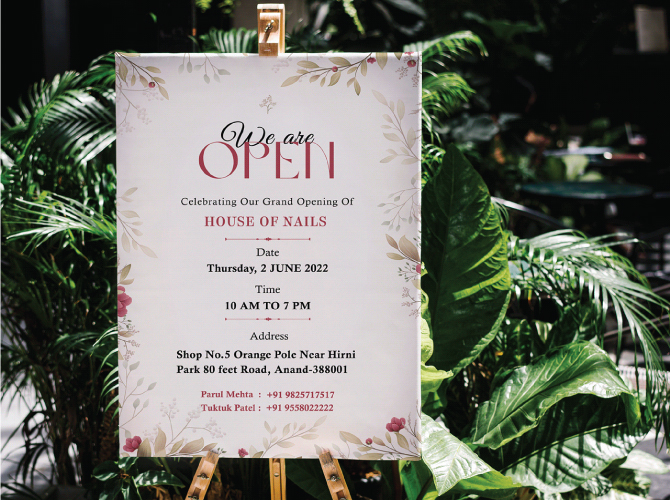 We are
OPEN
Celebrating Our Grand Opening Of
HOUSE OF NAILS
Date
Thursday, 2 JUNE 2022
Time
10 AM TO 7 PM
Address
Shop No.5 Orange Pole Near Hirni
Park 80 feet Road, Anand-388001
Parul Mehta : +91 9825717517
Tuktuk Patel : +91 9558022222